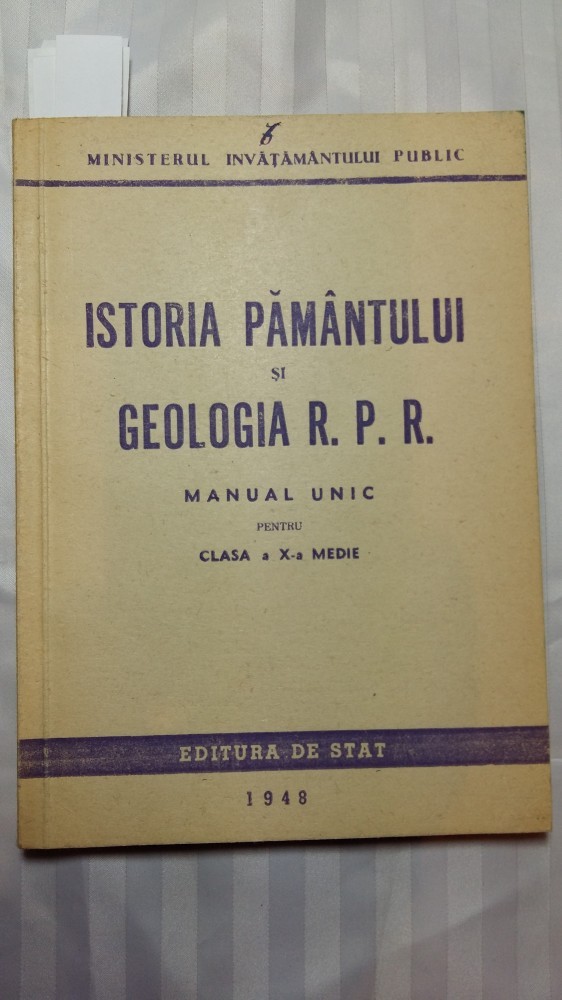 6
MINISTERUL INVĂȚĂMÂNTULUI PUBLIC
ISTORIA PĂMÂNTULUI
ȘI
GEOLOGIA R. P. R.
MANUAL UNIC
PENTRU
CLASA a X-a MEDIE
EDITURA DE STAT
1948